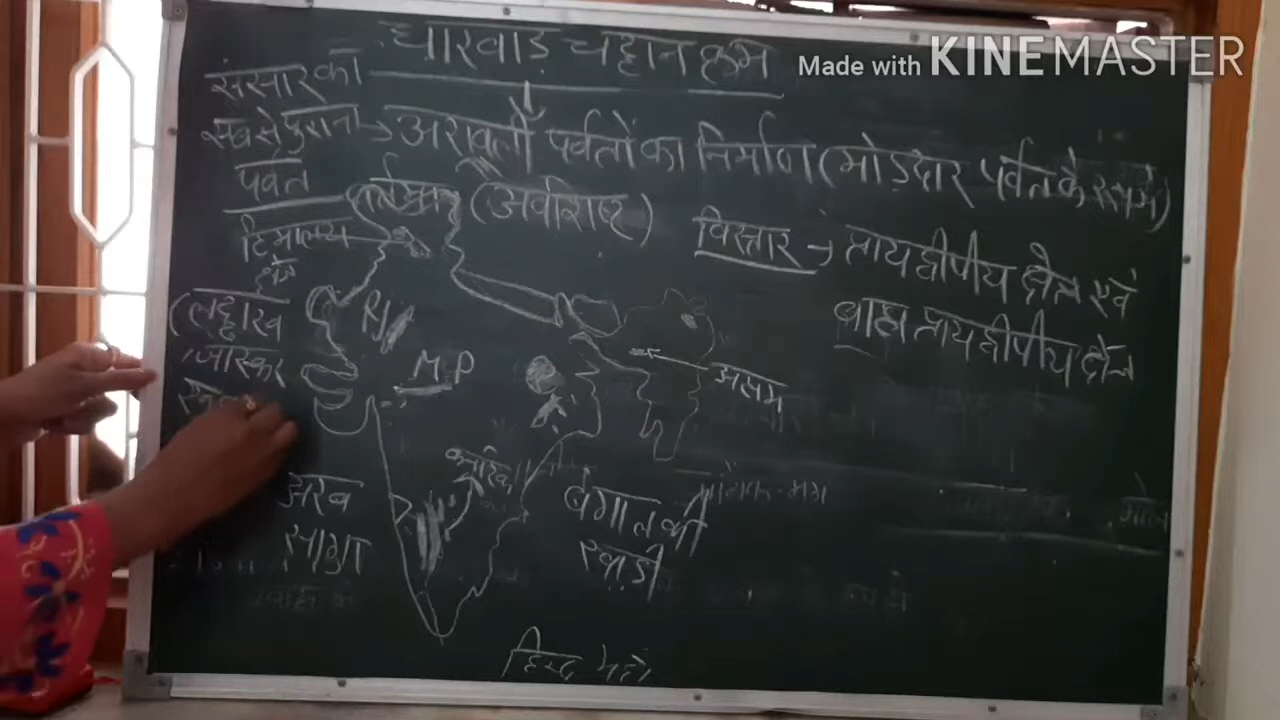 धारवाड़ चट्टान क्रम
Made with KINEMASTER
संसार का
सबसे पुराना → अरावली पर्वतों का निर्माण (मोड़दार पर्वत के रूप में)
पर्वत
(अवशिष्ट)
विस्तार → प्रायद्वीपीय क्षेत्र एवं
बाह्य प्रायद्वीपीय क्षेत्र
हिमालय
क्षेत्र
(लद्दाख
जास्कर
Rj
M.P
असम
अरब
सागर
बंगाल की
खाड़ी
हिन्द महा